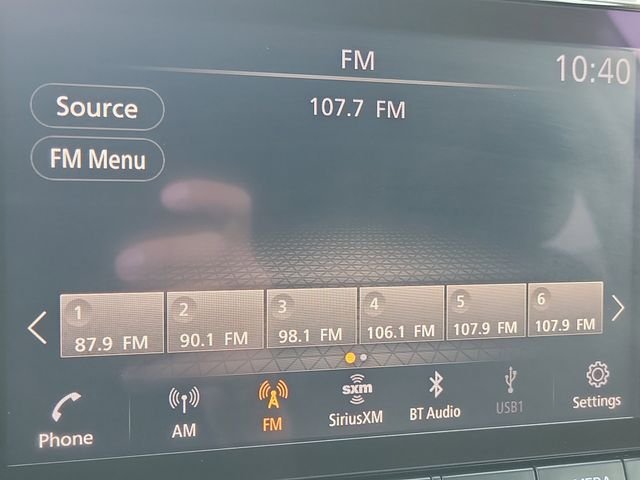 FM
10:40
Source
107.7 FM
FM Menu
1
87.9 FM
2
90.1 FM
3
98.1 FM
4
106.1 FM
5
107.9 FM
6
107.9 FM
Phone
AM
FM
sxm
SiriusXM
BT Audio
USB1
Settings